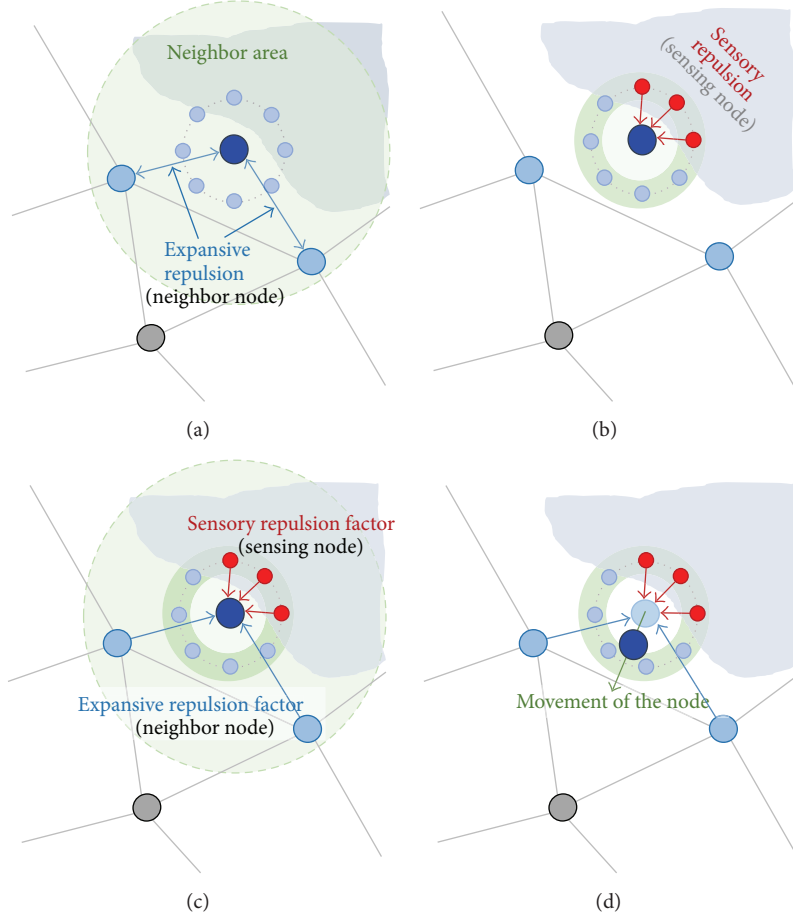 Neighbor area
Expansive
repulsion
(neighbor node)
(a)
Sensory
repulsion
(sensing node)
(b)
Sensory repulsion factor
(sensing node)
Expansive repulsion factor
(neighbor node)
(c)
Movement of the node
(d)